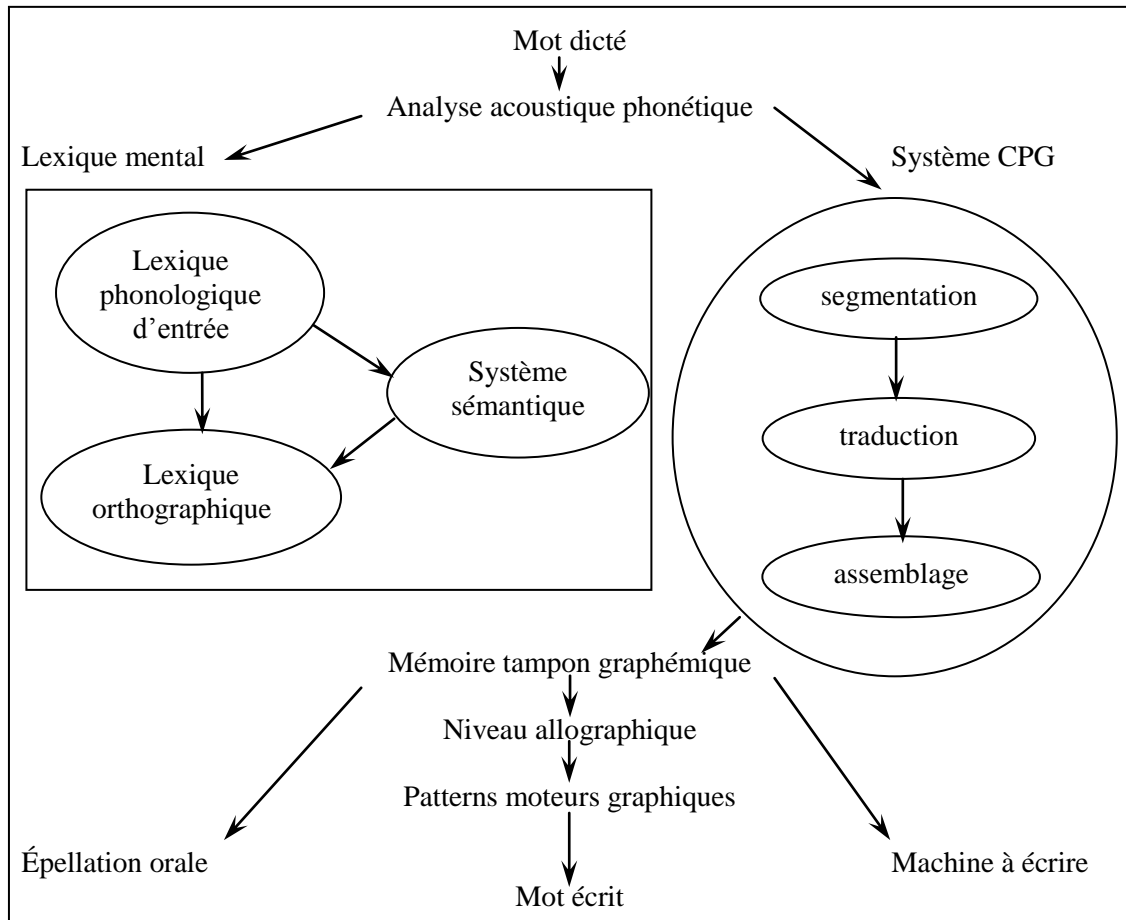 Mot dicté
Analyse acoustique phonétique
Lexique mental
Système CPG
Lexique
phonologique
d’entrée
Système
sémantique
Lexique
orthographique
segmentation
traduction
assemblage
Mémoire tampon graphémique
Niveau allographique
Patterns moteurs graphiques
Épellation orale
Machine à écrire
Mot écrit